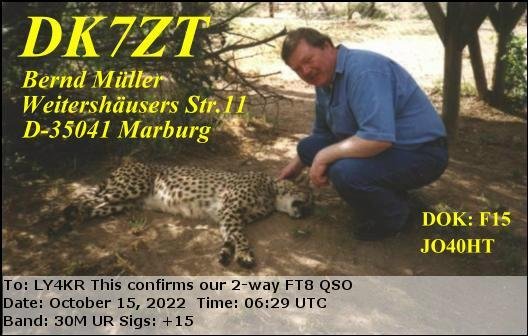 DK7ZT
Bernd Müller
Weitershäusers Str.11
D-35041 Marburg
DOK: F15
JO40HT
To: LY4KR This confirms our 2-way FT8 QSO
Date: October 15, 2022 Time: 06:29 UTC
Band: 30M UR Sigs: +15